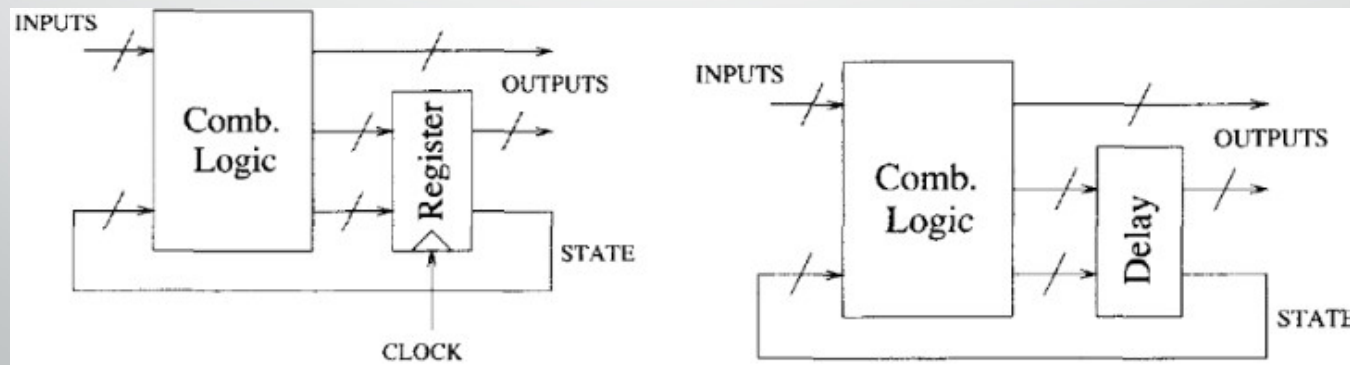 INPUTS
Comb.
Logic
Register
OUTPUTS
STATE
CLOCK
INPUTS
Comb.
Logic
Delay
OUTPUTS
STATE